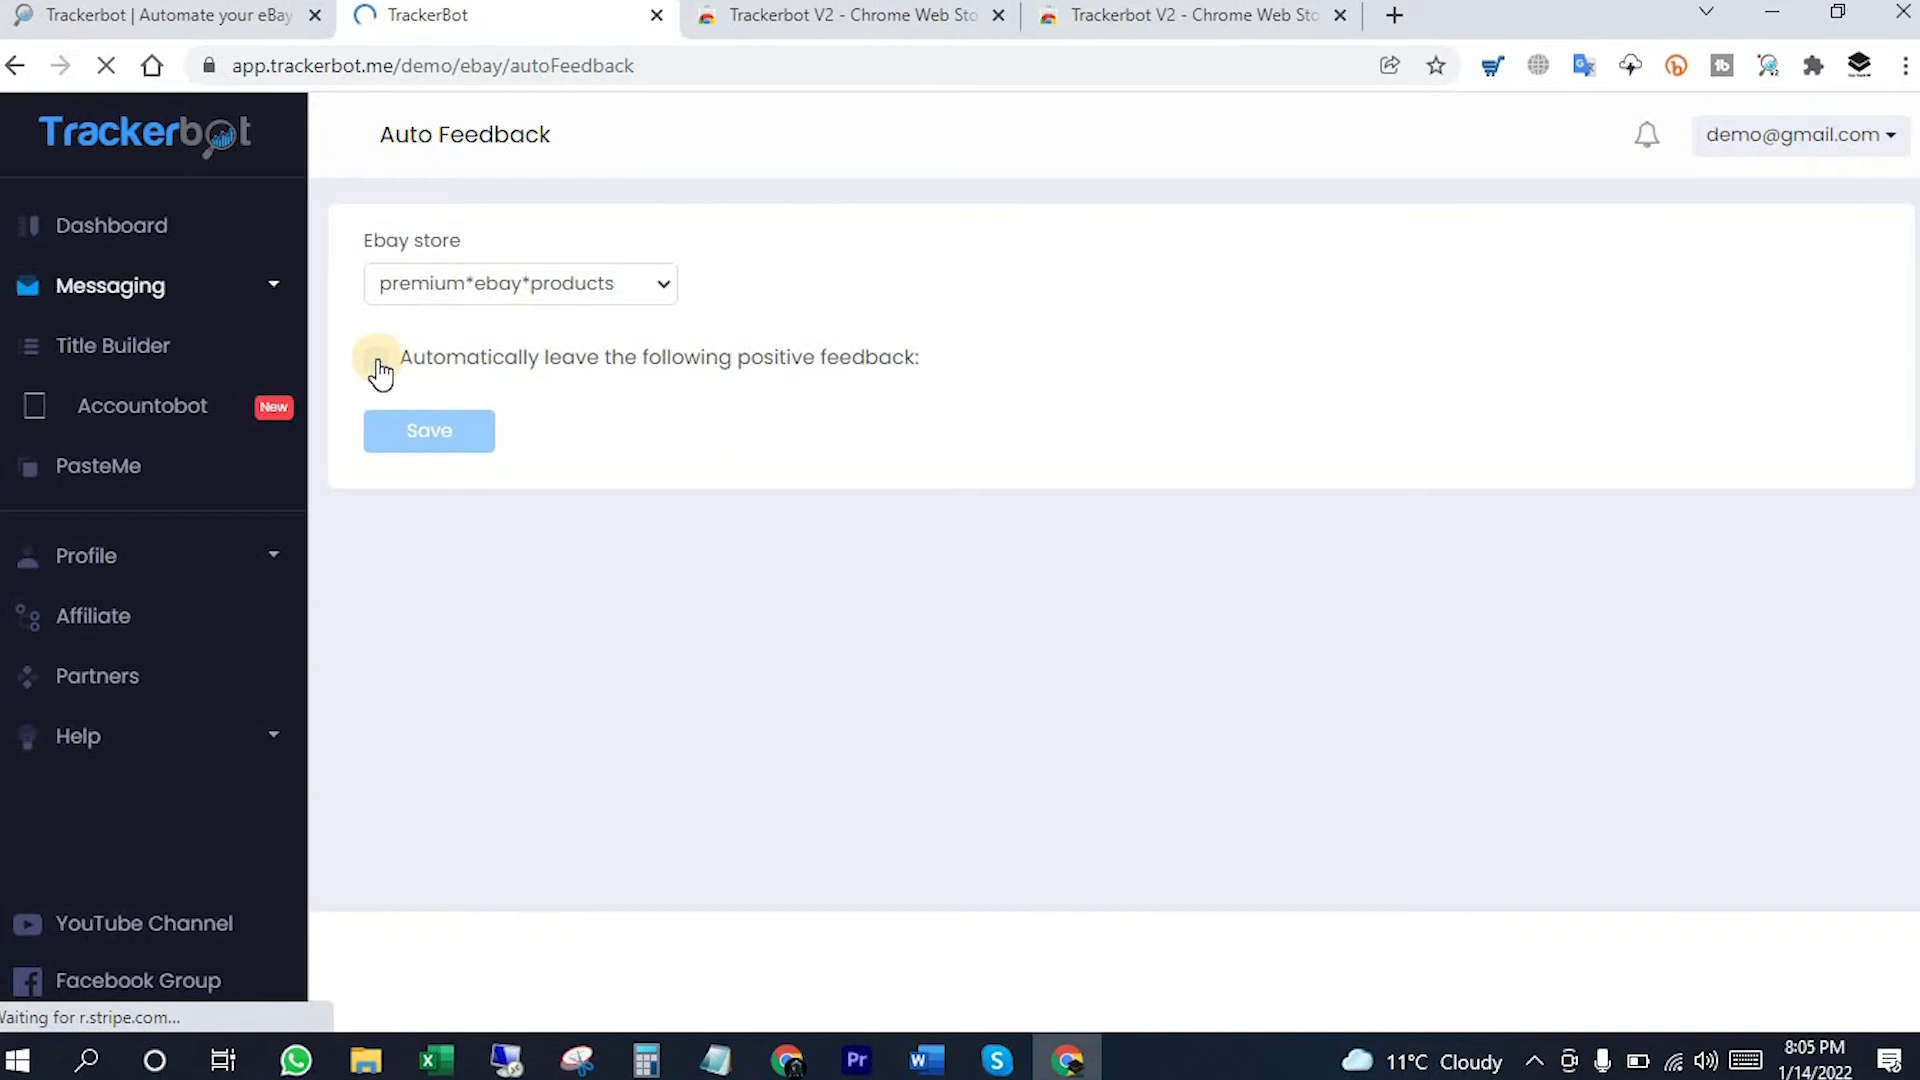 Trackerbot | Automate your eBay
TrackerBot
Trackerbot V2 - Chrome Web Sto
Trackerbot V2 - Chrome Web Sto
app.trackerbot.me/demo/ebay/autoFeedback
Trackerbot
Auto Feedback
demo@gmail.com
Dashboard
Messaging
Title Builder
Accountobot
New
PasteMe
Profile
Affiliate
Partners
Help
YouTube Channel
Facebook Group
Ebay store
premium*ebay*products
Automatically leave the following positive feedback:
Save
Waiting for r.stripe.com...
11°C Cloudy
8:05 PM
1/14/2022